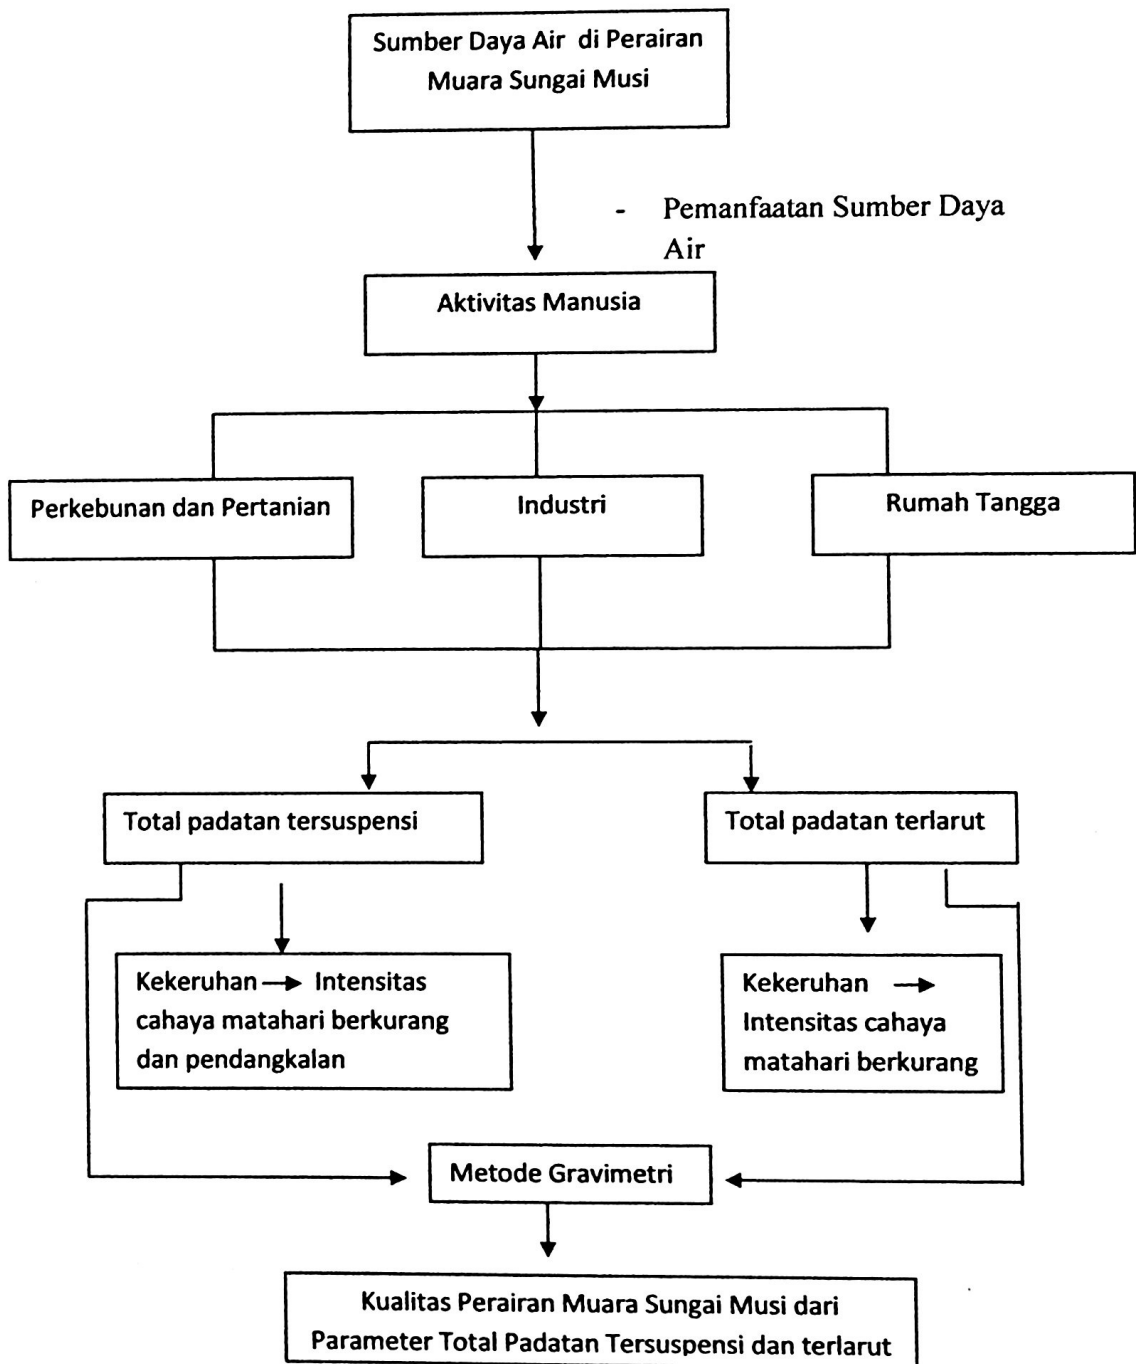 Sumber Daya Air di Perairan
Muara Sungai Musi
- Pemanfaatan Sumber Daya
Air
Aktivitas Manusia
Perkebunan dan Pertanian
Industri
Rumah Tangga
Total padatan tersuspensi
Total padatan terlarut
Kekeruhan → Intensitas
cahaya matahari berkurang
dan pendangkalan
Kekeruhan →
Intensitas cahaya
matahari berkurang
Metode Gravimetri
Kualitas Perairan Muara Sungai Musi dari
Parameter Total Padatan Tersuspensi dan terlarut